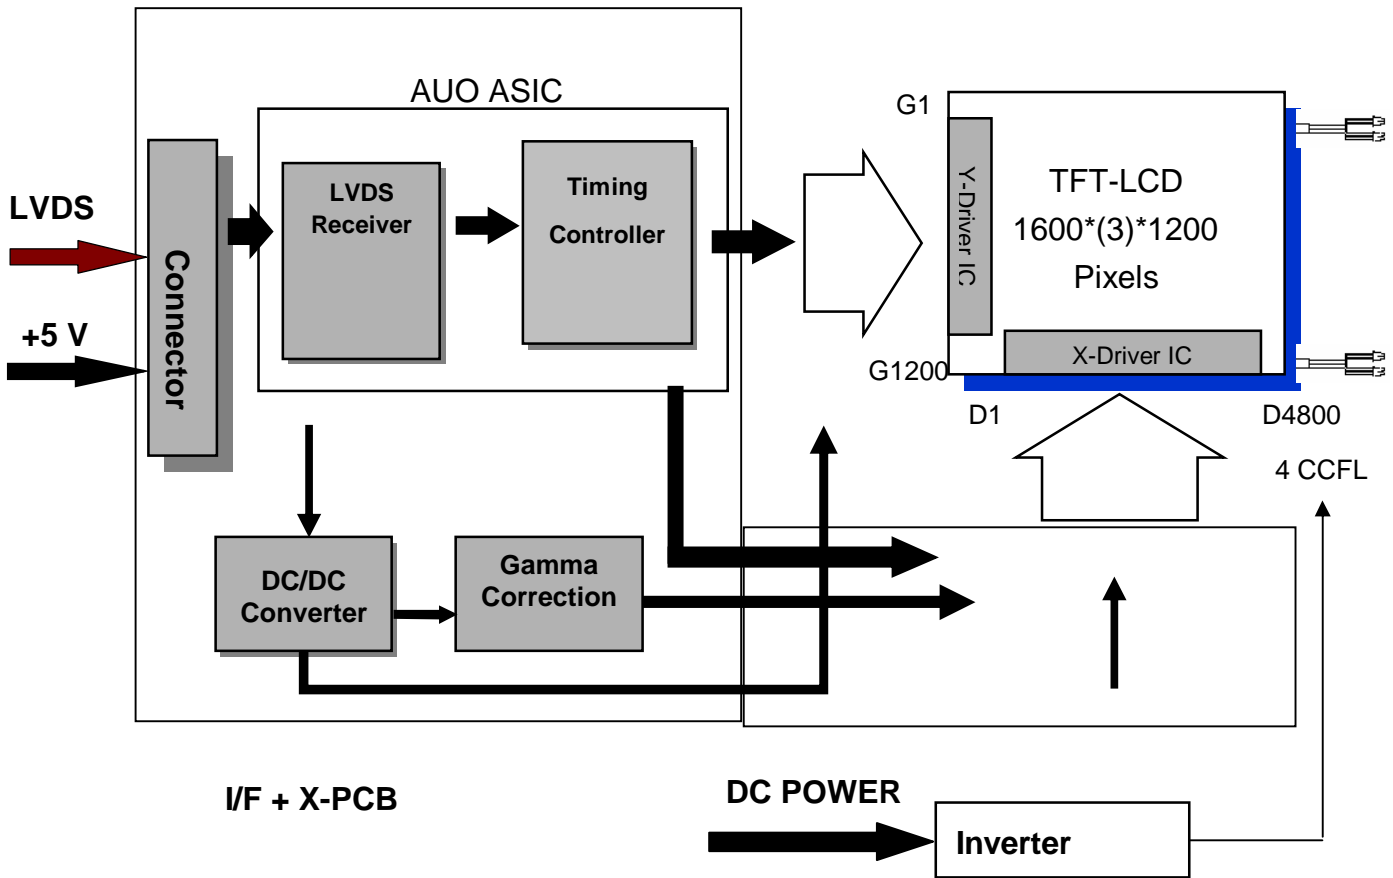 AUO ASIC
LVDS
+5 V
Connector
LVDS
Receiver
Timing
Controller
G1
Y-Driver IC
TFT-LCD
1600*(3)*1200
Pixels
X-Driver IC
G1200
D1
D4800
4 CCFL
DC/DC
Converter
Gamma
Correction
I/F + X-PCB
DC POWER
Inverter